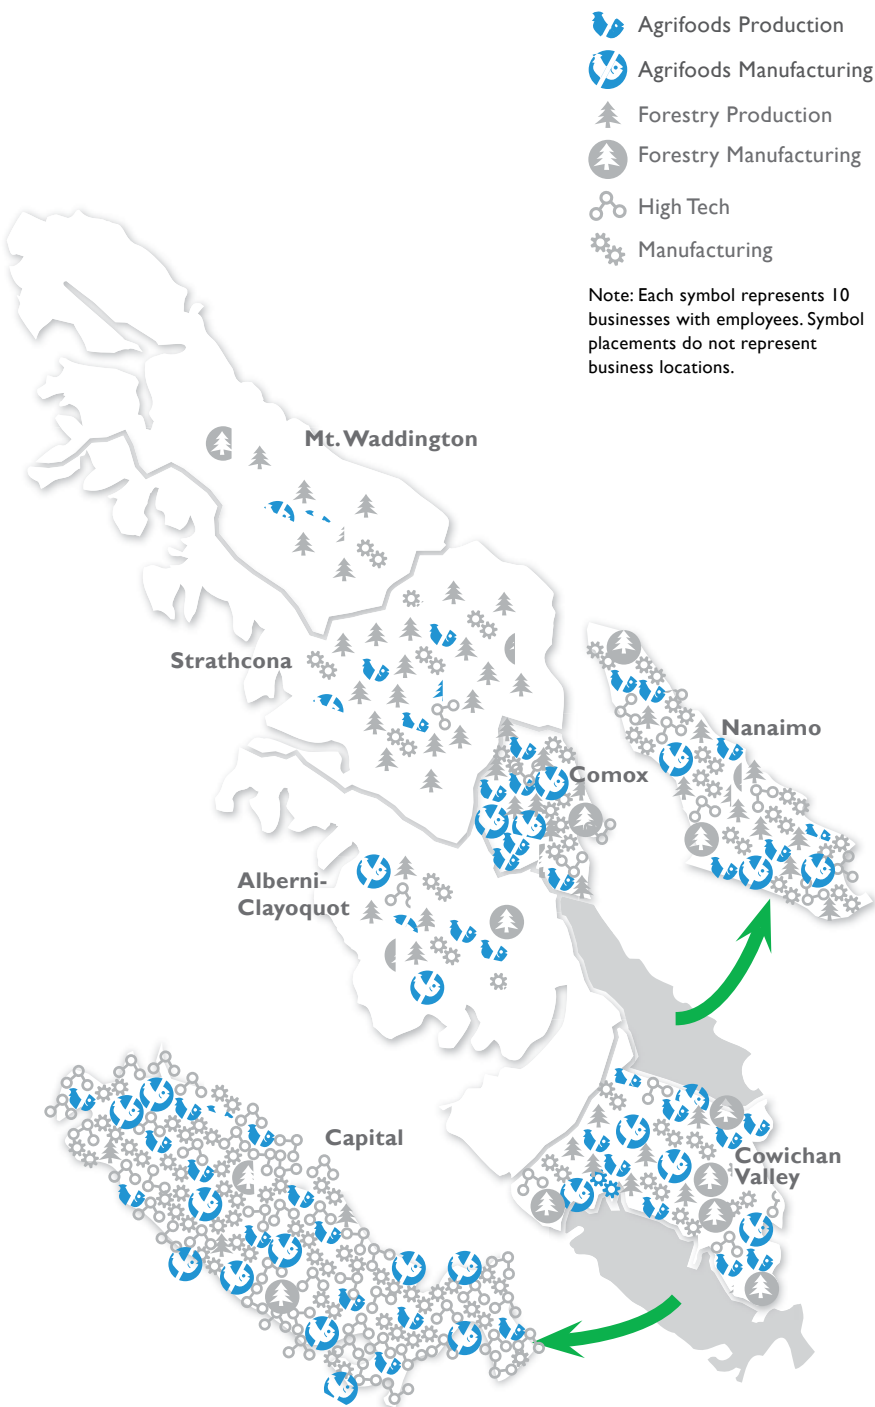 Agrifoods Production
Agrifoods Manufacturing
Forestry Production
Forestry Manufacturing
High Tech
Manufacturing
Note: Each symbol represents 10
businesses with employees. Symbol
placements do not represent
business locations.
Mt. Waddington
Strathcona
Nanaimo
Comox
Alberni-
Clayoquot
Capital
Cowichan
Valley